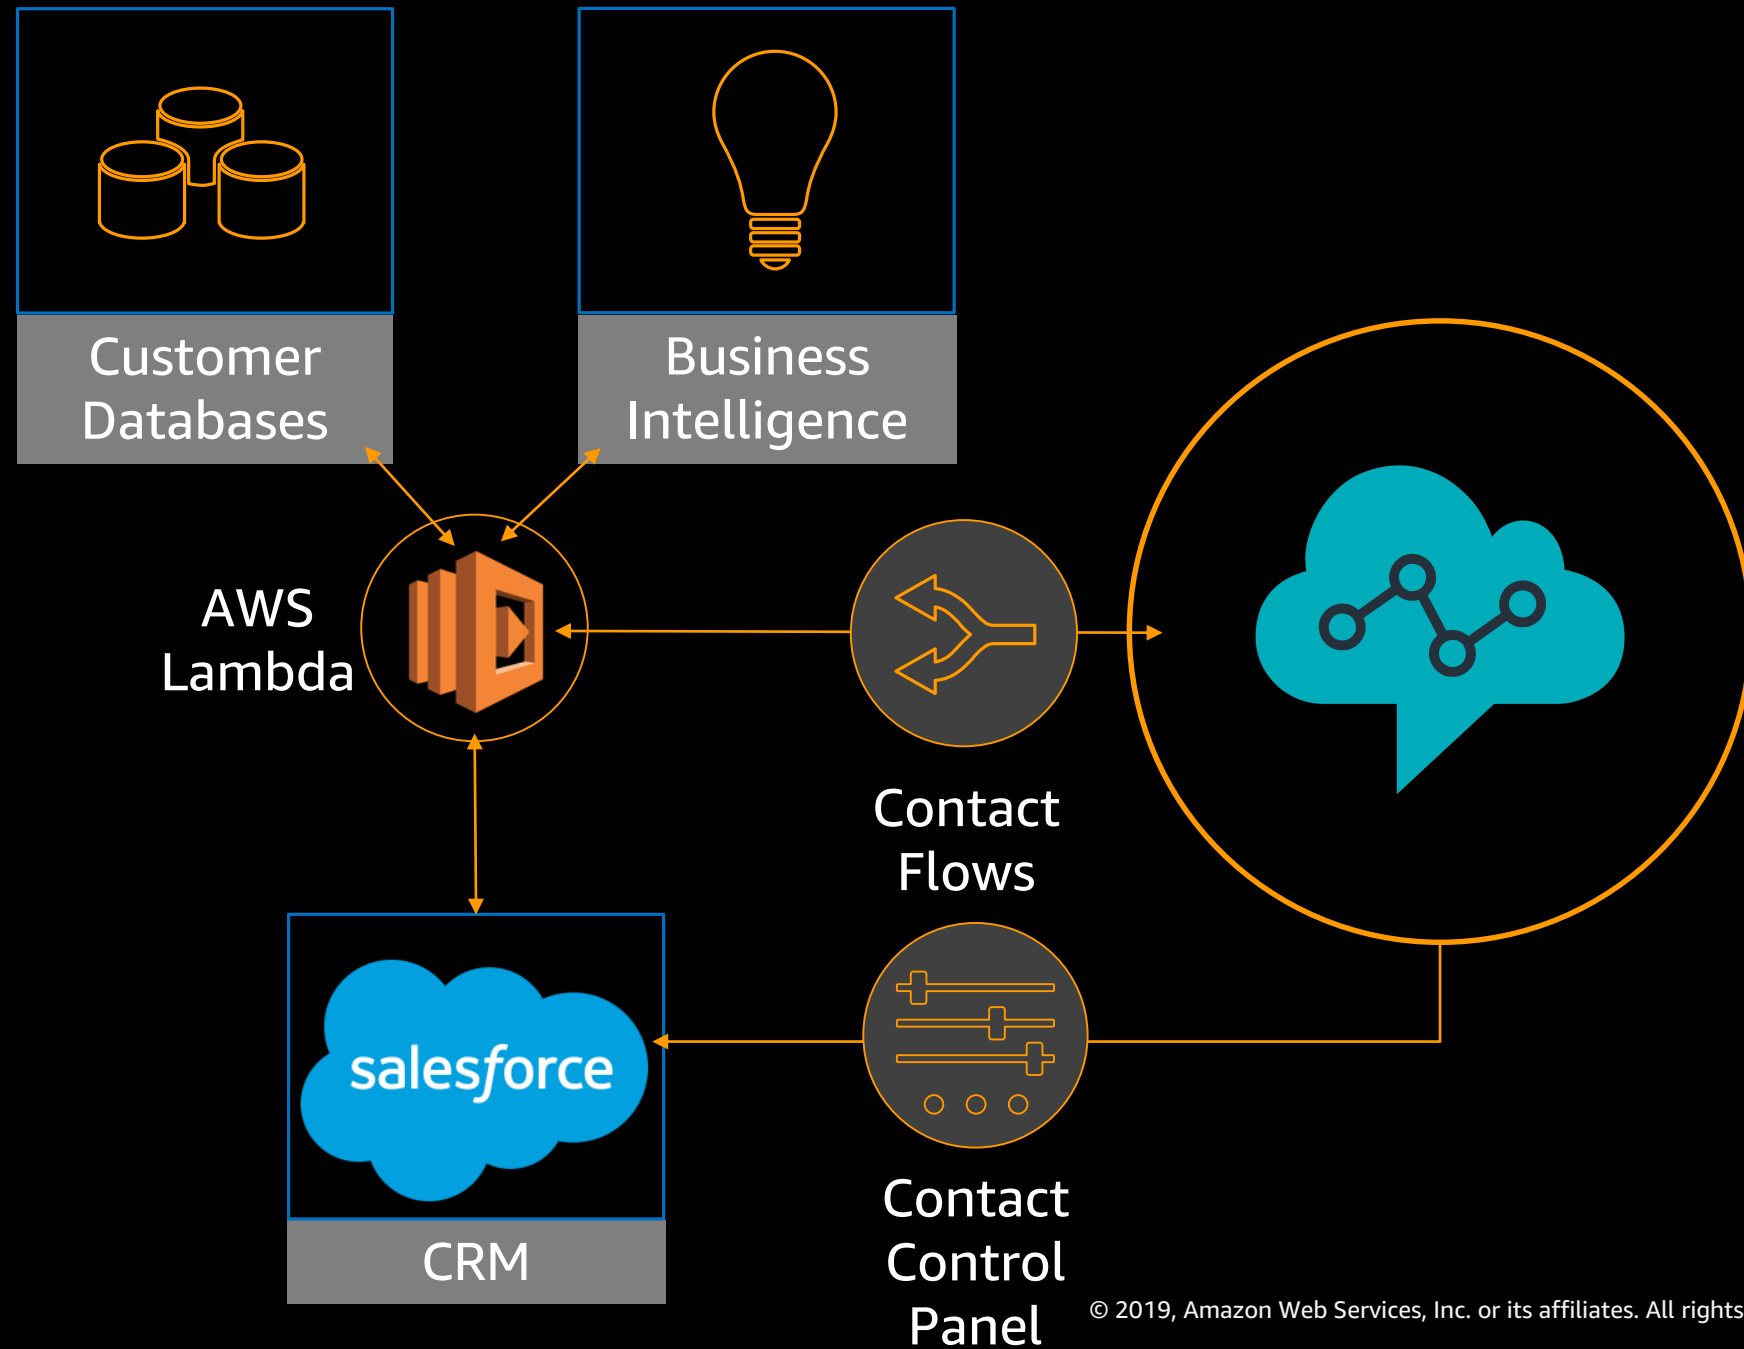 Customer
Databases
Business
Intelligence
AWS
Lambda
Contact
Flows
salesforce
CRM
Contact
Control
Panel
© 2019, Amazon Web Services, Inc. or its affiliates. All rights